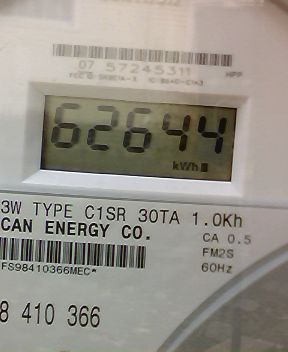 07 57245311 HPP
62644
kWh
3W TYPE C1SR 30TA 1.0Kh
CAN ENERGY CO. CA 0.5
FM2S
FS98410366MEC* 60Hz
8 410 366